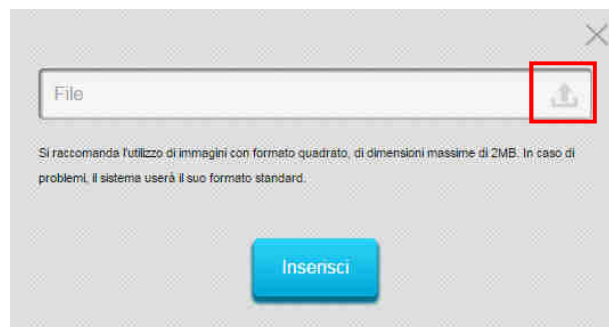 File
Si raccomanda l'utilizzo di immagini con formato quadrato, di dimensioni massime di 2MB. In caso di
problemi, il sistema userà il suo formato standard.
Inserisci